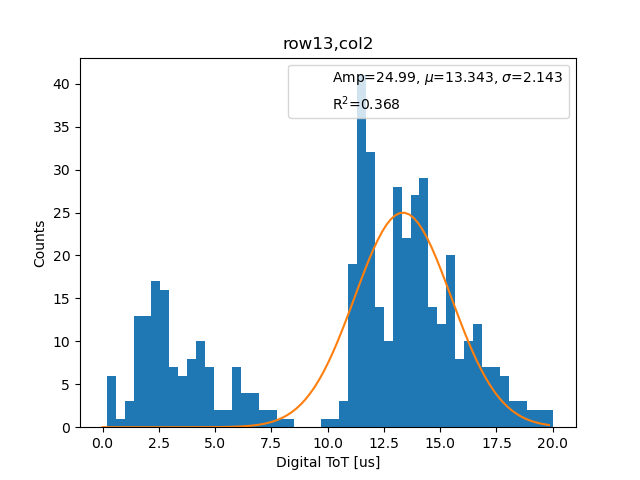 row13,col2
Amp=24.99, μ=13.343, σ=2.143
R²=0.368
40
35
30
25
20
15
10
5
0
Counts
0.0 2.5 5.0 7.5 10.0 12.5 15.0 17.5 20.0
Digital ToT [us]